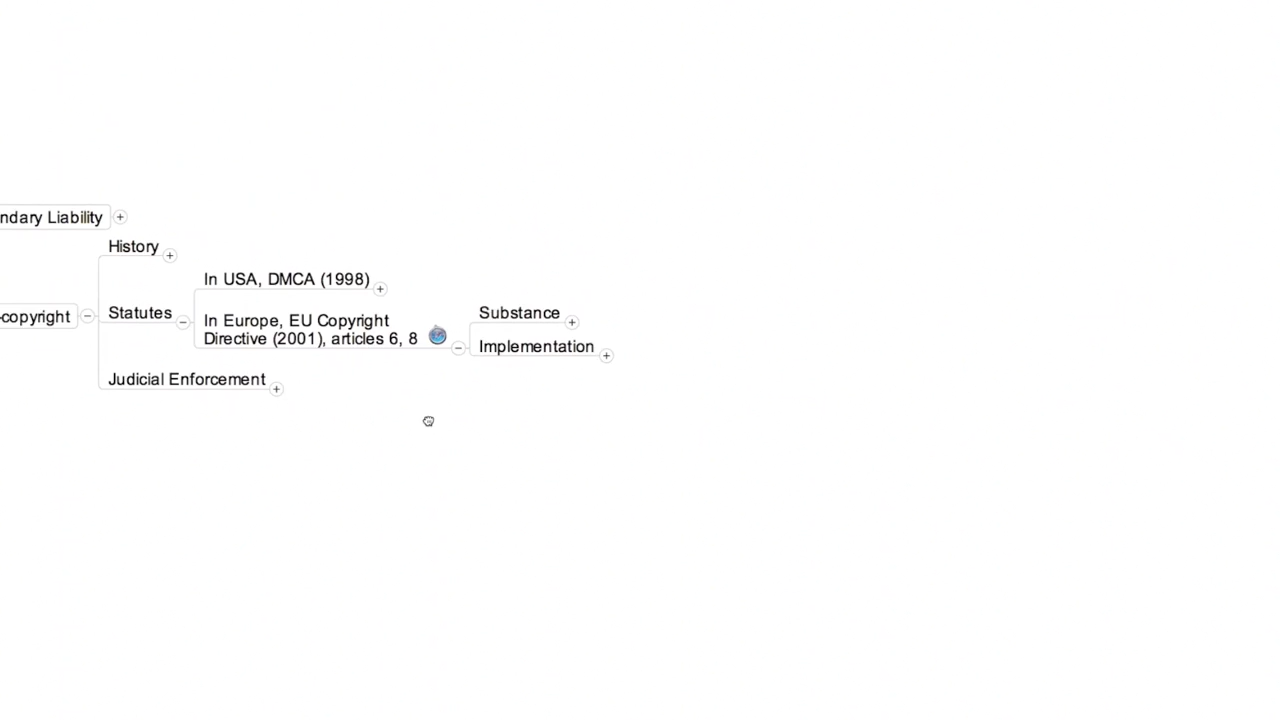 ndary Liability
History
In USA, DMCA (1998)
-copyright
Statutes
In Europe, EU Copyright
Directive (2001), articles 6, 8
Substance
Implementation
Judicial Enforcement